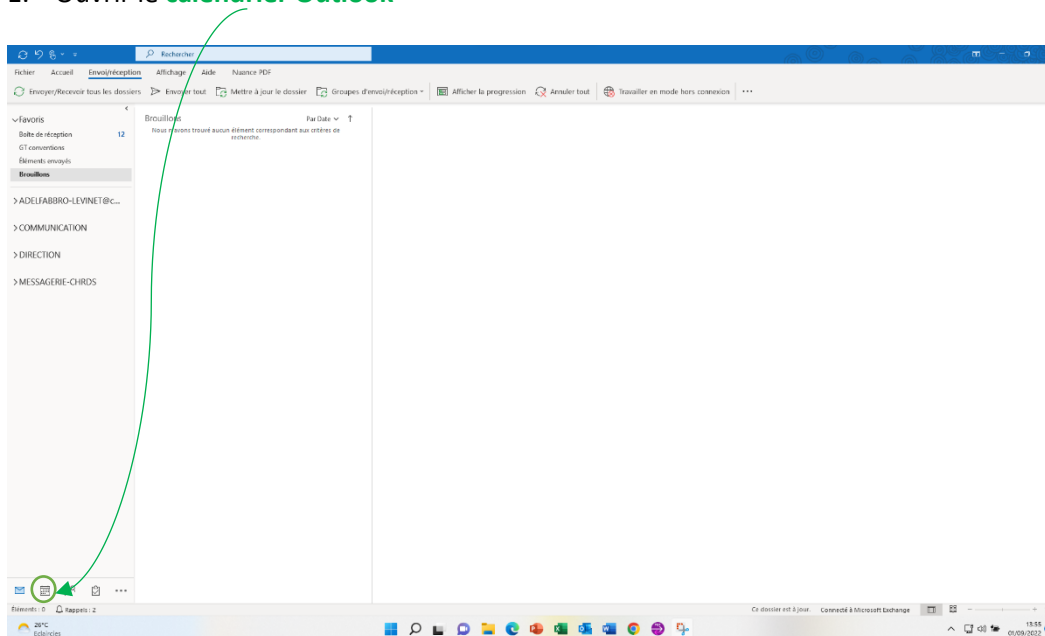 1. Ouvrir le calendrier Outlook
Rechercher
Fichier Accueil Envoi/réception Affichage Aide Nuance PDF
Envoyer/Recevoir tous les dossiers Envoyer tout Mettre à jour le dossier Groupes d'envoi/réception Afficher la progression Annuler tout Travailler en mode hors connexion ...
Favoris
Boîte de réception 12
GT conventions
Éléments envoyés
Brouillons
ADELFABBRO-LEVINET@c...
COMMUNICATION
DIRECTION
MESSAGERIE-CHRDS
Brouillons Par Date
Nous n'avons trouvé aucun élément correspondant aux critères de
recherche.
Éléments : 0 Rappels : 2
Ce dossier est à jour. Connecté à Microsoft Exchange
26°C
Eclaircies
13:55
01/09/2022